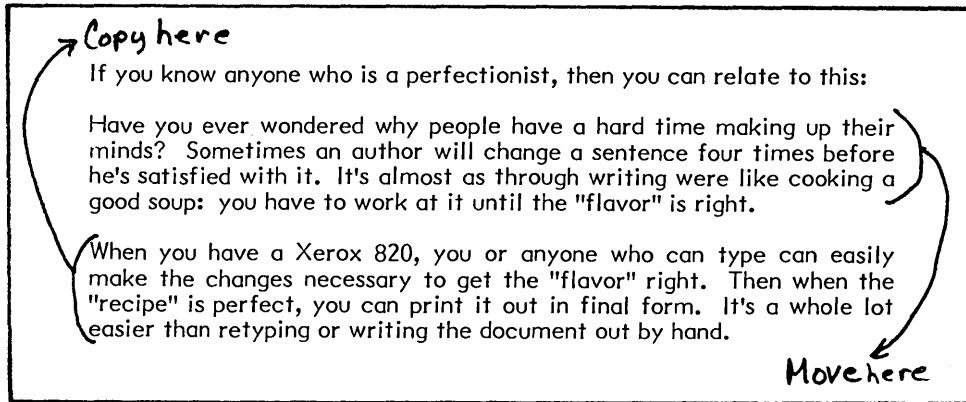 Copy here
If you know anyone who is a perfectionist, then you can relate to this:
Have you ever wondered why people have a hard time making up their
minds? Sometimes an author will change a sentence four times before
he's satisfied with it. It's almost as through writing were like cooking a
good soup: you have to work at it until the "flavor" is right.
When you have a Xerox 820, you or anyone who can type can easily
make the changes necessary to get the "flavor" right. Then when the
"recipe" is perfect, you can print it out in final form. It's a whole lot
easier than retyping or writing the document out by hand.
Move here